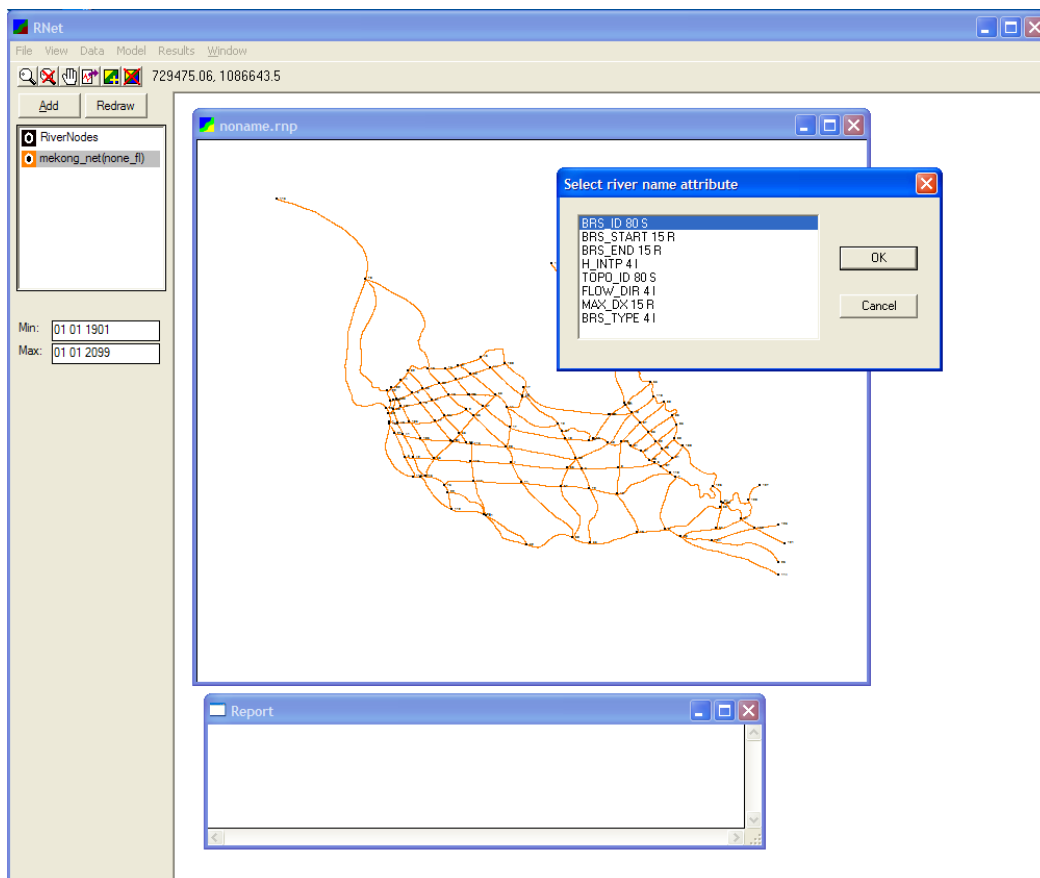 RNet
File View Data Model Results Window
729475.06, 1086643.5
Add Redraw
RiverNodes
mekong_net(none_fl)
Min: 01 01 1901
Max: 01 01 2099
noname.rnp
Select river name attribute
BRS_ID 80 S
BRS_START 15 R
BRS_END 15 R
H_INTP 4 I
TOPO_ID 80 S
FLOW_DIR 4 I
MAX_DX 15 R
BRS_TYPE 4 I
OK
Cancel
Report